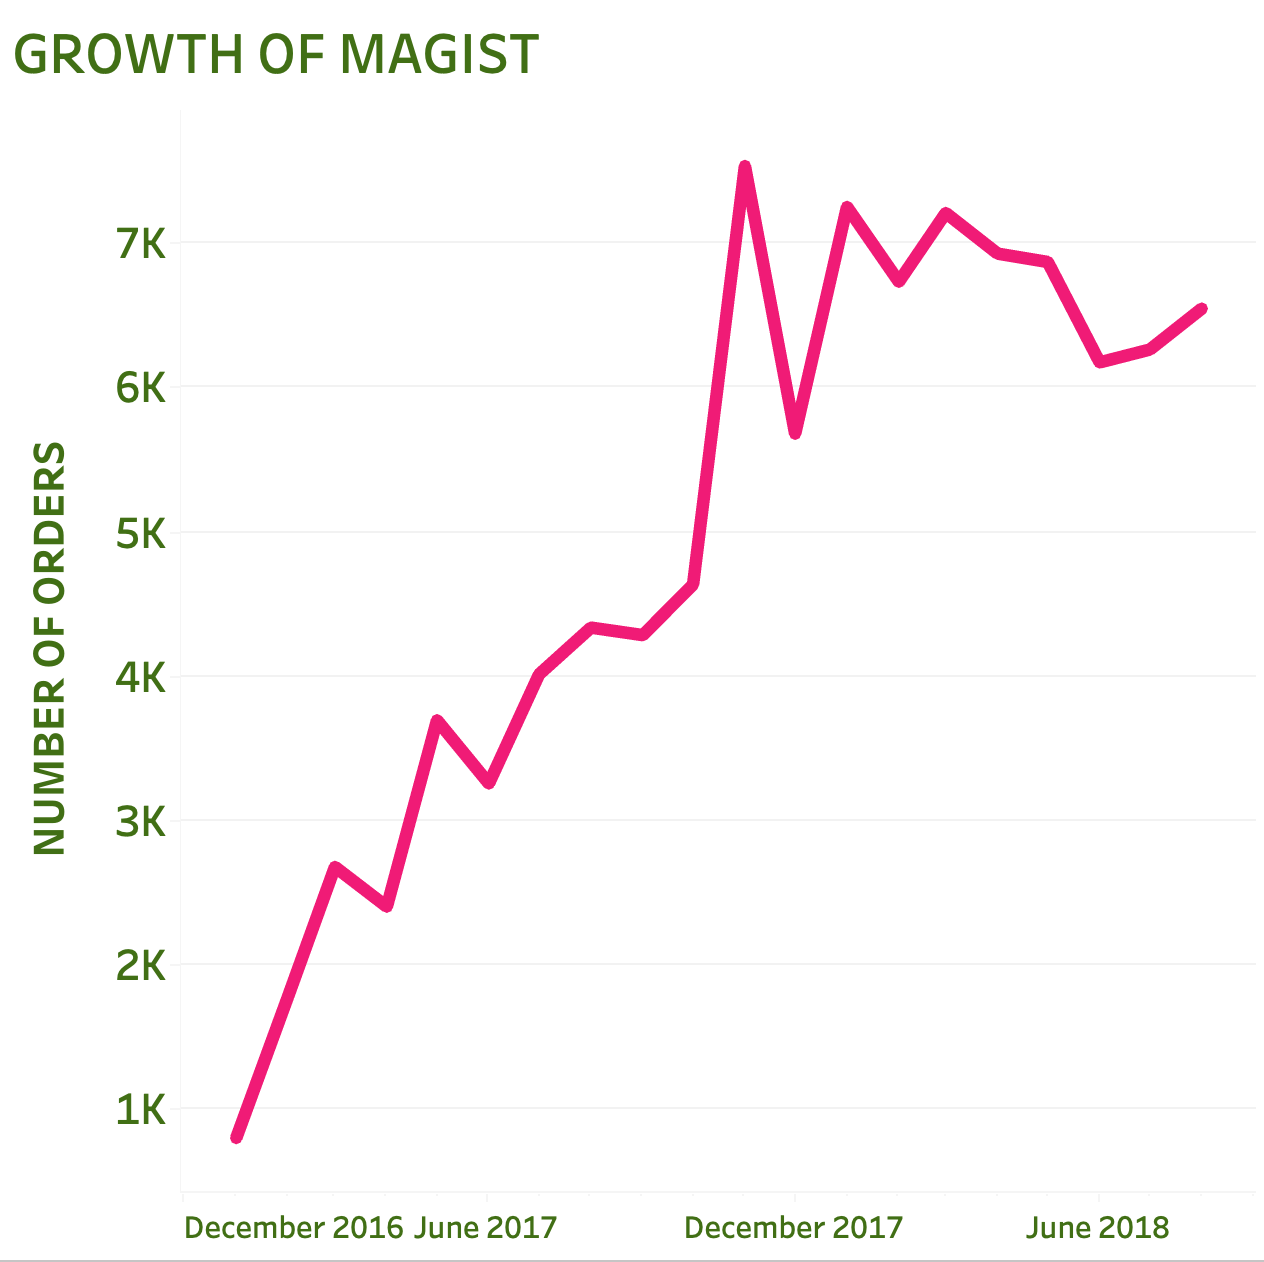 GROWTH OF MAGIST
NUMBER OF ORDERS
7K
6K
5K
4K
3K
2K
1K
December 2016 June 2017 December 2017 June 2018